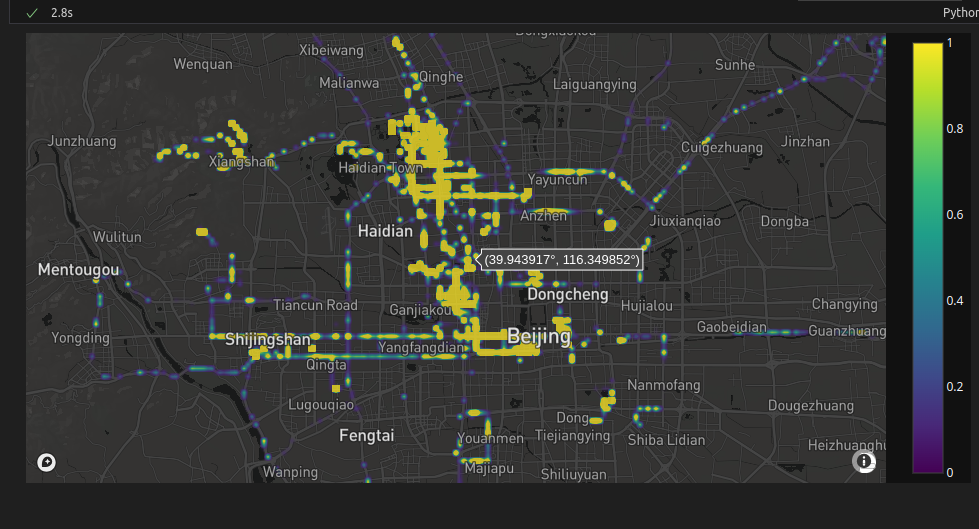 2.8s
Python
Dongxiaokou
Xibeiwang
Wenquan
Qinghe
Sunhe
Malianwa
Laiguangying
Junzhuang
Jinzhan
Cuigezhuang
Xiangshan
Haidian Town
Yayuncun
Anzhen
Jiuxianqiao
Dongba
Haidian
Wulitun
(39.943917°, 116.349852°)
Mentougou
Dongcheng
Tiancun Road
Ganjiakou
Hujialou
Changying
Gaobeidian
Guanzhuang
Yongding
Shijingshan
Beijing
Yangfangdian
Qingta
Nanmofang
Lugouqiao
Dougezhuang
Dong
Tiejiangying
Fengtai
Youanmen
Shiba Lidian
Heizhuanghu
Wanping
Majiapu
Shiliuyuan
1
0.8
0.6
0.4
0.2
0